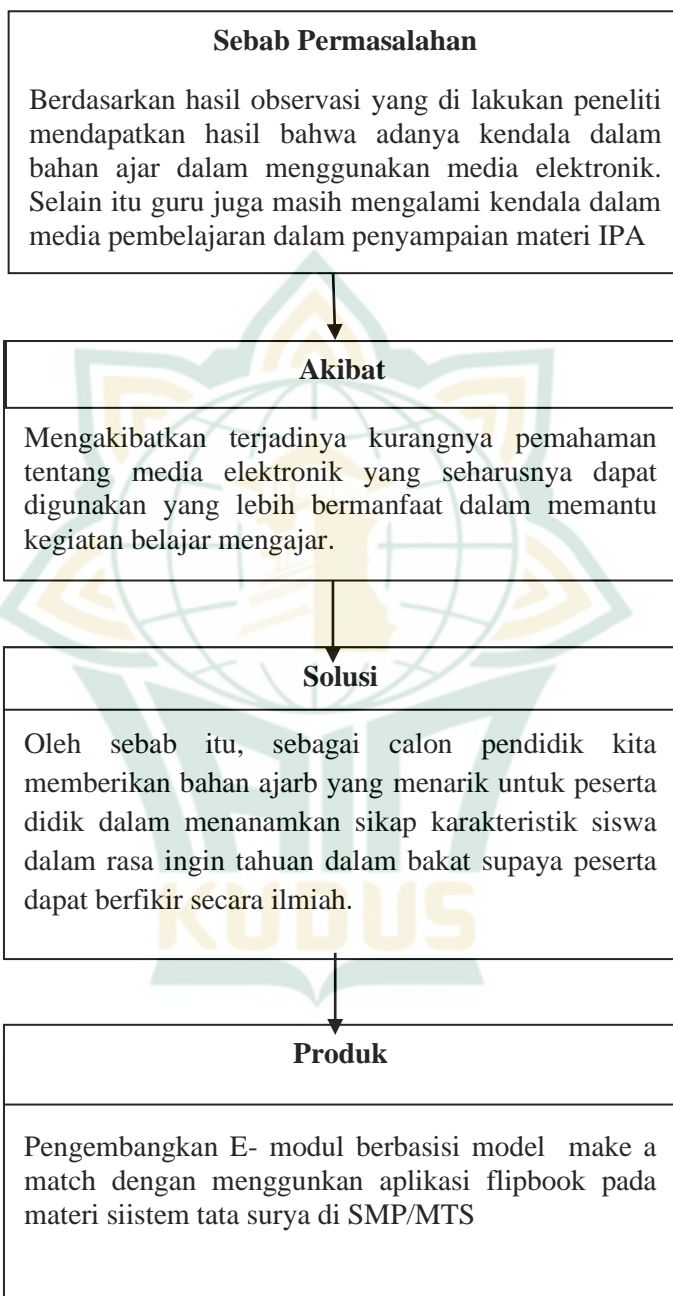 Sebab Permasalahan
Berdasarkan hasil observasi yang di lakukan peneliti
mendapatkan hasil bahwa adanya kendala dalam
bahan ajar dalam menggunakan media elektronik.
Selain itu guru juga masih mengalami kendala dalam
media pembelajaran dalam penyampaian materi IPA
Akibat
Mengakibatkan terjadinya kurangnya pemahaman
tentang media elektronik yang seharusnya dapat
digunakan yang lebih bermanfaat dalam memantu
kegiatan belajar mengajar.
Solusi
Oleh sebab itu, sebagai calon pendidik kita
memberikan bahan ajarb yang menarik untuk peserta
didik dalam menanamkan sikap karakteristik siswa
dalam rasa ingin tahuan dalam bakat supaya peserta
dapat berfikir secara ilmiah.
KUDUS
Produk
Pengembangkan E- modul berbasisi model make a
match dengan menggunkan aplikasi flipbook pada
materi siistem tata surya di SMP/MTS